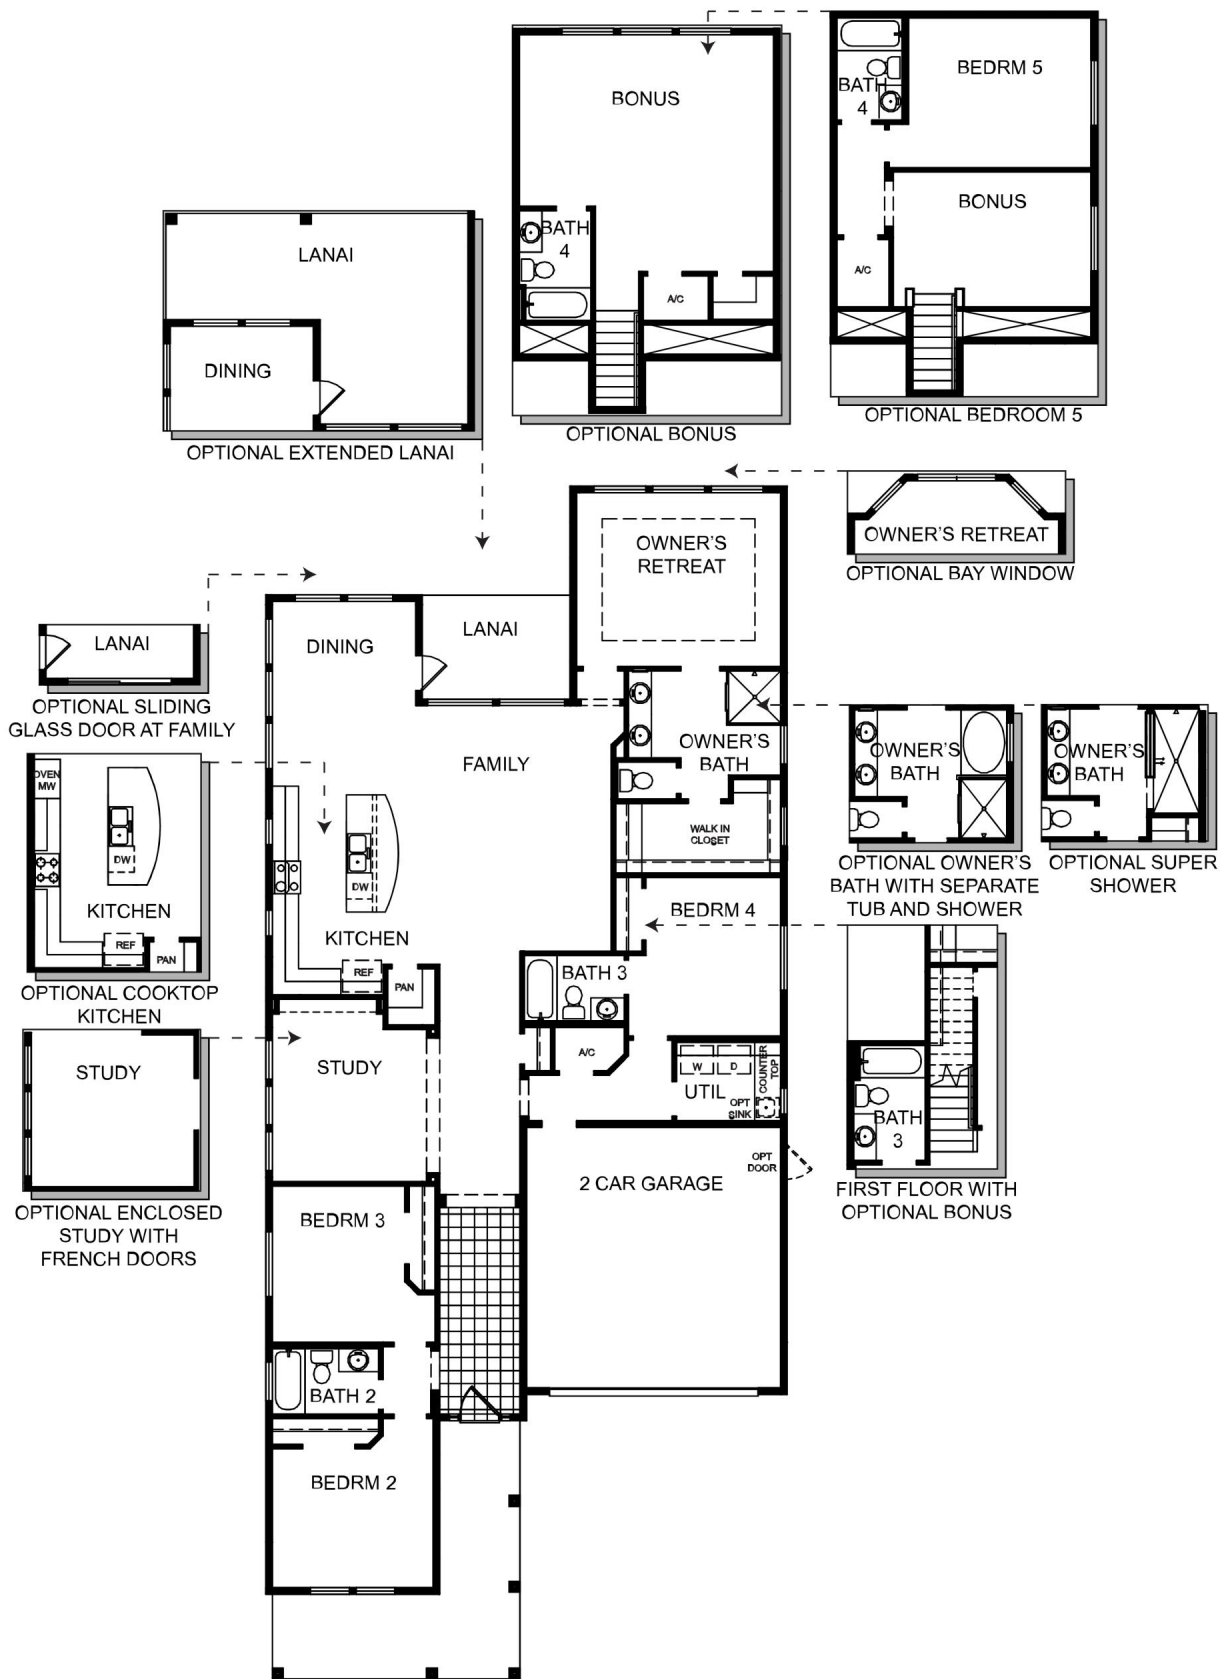 BONUS
BATH
4
A/C
OPTIONAL BONUS
BEDRM 5
BATH
4
BONUS
A/C
OPTIONAL BEDROOM 5
LANAI
DINING
OPTIONAL EXTENDED LANAI
OWNER'S RETREAT
OPTIONAL BAY WINDOW
OWNER'S
RETREAT
LANAI
OPTIONAL SLIDING
GLASS DOOR AT FAMILY
DINING
LANAI
FAMILY
OWNER'S
BATH
WALK IN
CLOSET
OWNER'S
BATH
OPTIONAL OWNER'S
BATH WITH SEPARATE
TUB AND SHOWER
OWNER'S
BATH
OPTIONAL SUPER
SHOWER
OVEN
MW
DW
KITCHEN
REF
PAN
OPTIONAL COOKTOP
KITCHEN
DW
KITCHEN
REF
PAN
BEDRM 4
BATH 3
A/C
STUDY
OPTIONAL ENCLOSED
STUDY WITH
FRENCH DOORS
STUDY
W
D
COUNTER
TOP
UTIL
OPT
SINK
BATH
3
FIRST FLOOR WITH
OPTIONAL BONUS
OPT
DOOR
2 CAR GARAGE
BEDRM 3
BATH 2
BEDRM 2